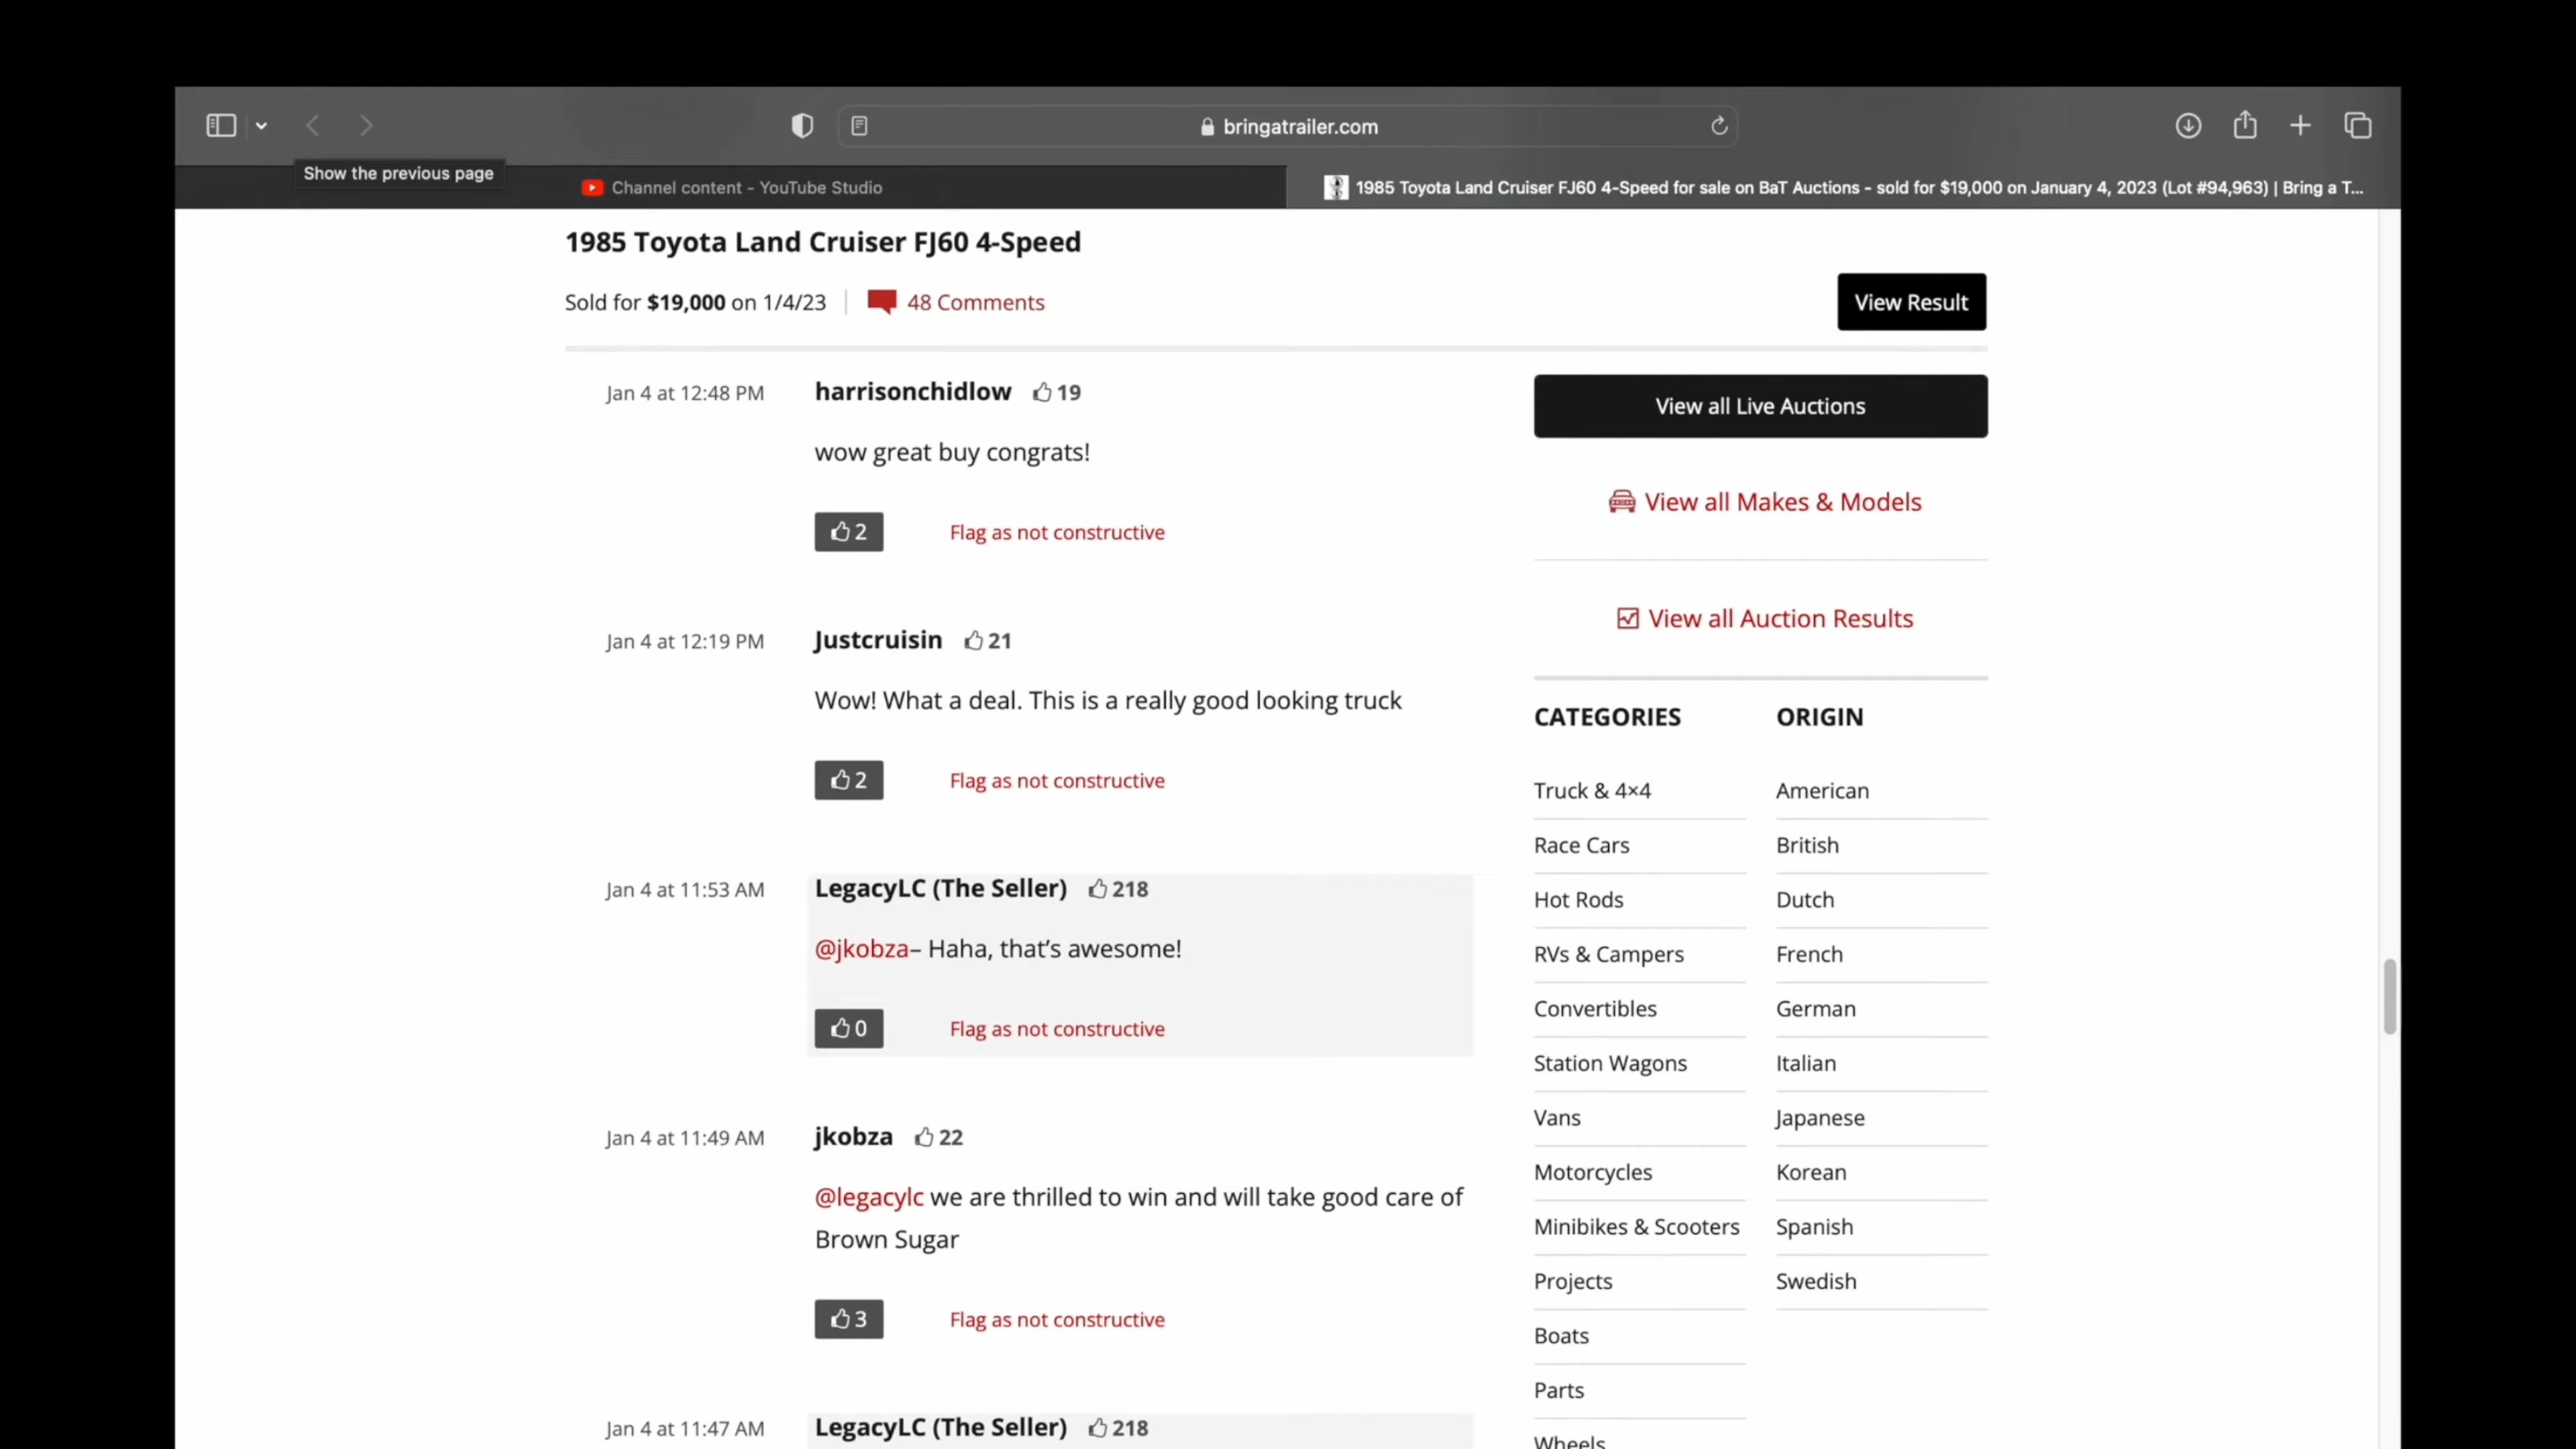 bringatrailer.com
Show the previous page
Channel content - YouTube Studio
1985 Toyota Land Cruiser FJ60 4-Speed for sale on BaT Auctions - sold for $19,000 on January 4, 2023 (Lot #94,963) | Bring a T...
1985 Toyota Land Cruiser FJ60 4-Speed
Sold for $19,000 on 1/4/23
48 Comments
View Result
Jan 4 at 12:48 PM
harrisonchidlow 19
wow great buy congrats!
2
Flag as not constructive
Jan 4 at 12:19 PM
Justcruisin 21
Wow! What a deal. This is a really good looking truck
2
Flag as not constructive
Jan 4 at 11:53 AM
LegacyLC (The Seller) 218
@jkobza– Haha, that’s awesome!
0
Flag as not constructive
Jan 4 at 11:49 AM
jkobza 22
@legacylc we are thrilled to win and will take good care of
Brown Sugar
3
Flag as not constructive
Jan 4 at 11:47 AM
LegacyLC (The Seller) 218
View all Live Auctions
View all Makes & Models
View all Auction Results
CATEGORIES
Truck & 4×4
Race Cars
Hot Rods
RVs & Campers
Convertibles
Station Wagons
Vans
Motorcycles
Minibikes & Scooters
Projects
Boats
Parts
Wheels
ORIGIN
American
British
Dutch
French
German
Italian
Japanese
Korean
Spanish
Swedish